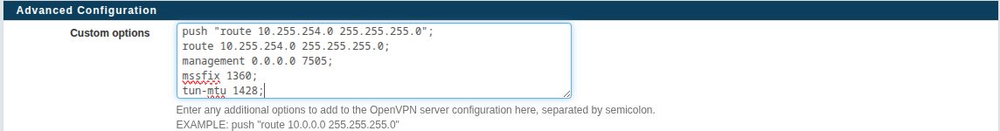 Advanced Configuration
Custom options
push "route 10.255.254.0 255.255.255.0";
route 10.255.254.0 255.255.255.0;
management 0.0.0.0 7505;
mssfix 1360;
tun-mtu 1428;
Enter any additional options to add to the OpenVPN server configuration here, separated by semicolon.
EXAMPLE: push "route 10.0.0.0 255.255.255.0"